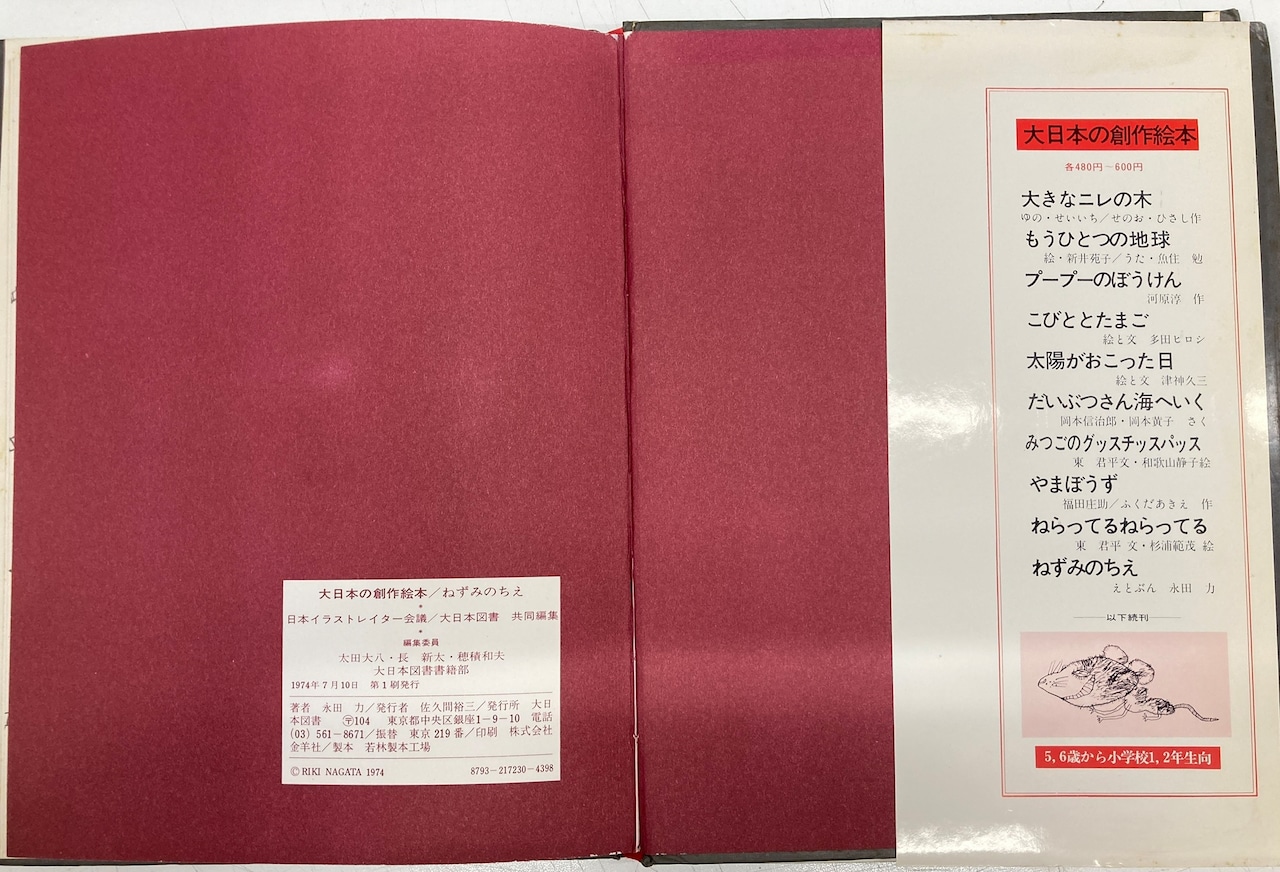 大日本の創作絵本/ねずみのちえ
*
日本イラストレイター会議/大日本図書 共同編集
*
編集委員
太田大八・長 新太・穂積和夫
大日本図書書籍部
1974年7月10日 第1刷発行
著者 永田 力/発行者 佐久間裕三/発行所 大日
本図書 〒104 東京都中央区銀座1-9-10 電話
(03) 561-8671/振替 東京219番/印刷 株式会社
金羊社/製本 若林製本工場
©RIKI NAGATA 1974 8793-217230-4398
大日本の創作絵本
各480円~600円
大きなニレの木
ゆの・せいいち/せのお・ひさし作
もうひとつの地球
絵・新井苑子/うた・魚住 勉
プープーのぼうけん
河原淳 作
こびととたまご
絵と文 多田ヒロシ
太陽がおこった日
絵と文 津神久三
だいぶつさん海へいく
岡本信治郎・岡本黄子 さく
みつごのグッスチッスパッス
東 君平文・和歌山静子絵
やまぼうず
福田庄助/ふくだあきえ 作
ねらってるねらってる
東 君平 文・杉浦範茂 絵
ねずみのちえ
えとぶん 永田 力
以下続刊
5,6歳から小学校1,2年生向